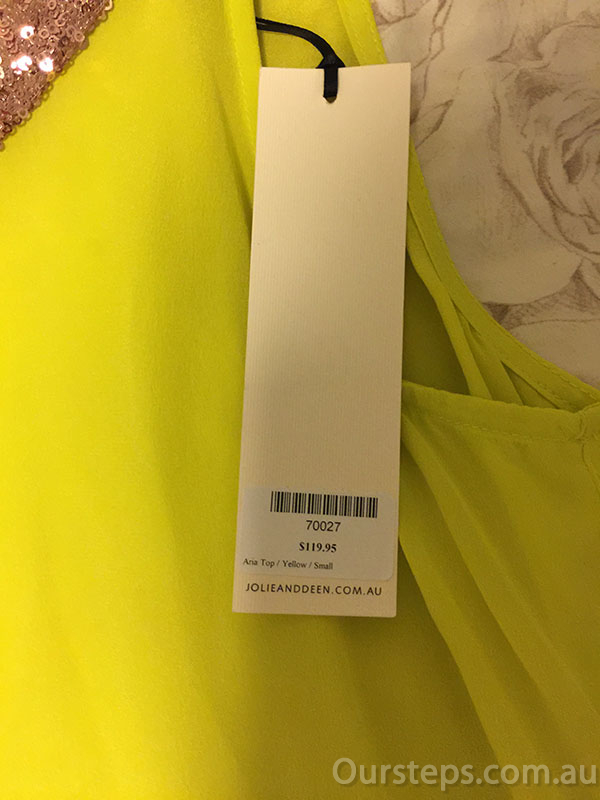 70027
$119.95
Aria Top / Yellow / Small
JOLIEANDDEEN.COM.AU
Oursteps.com.au